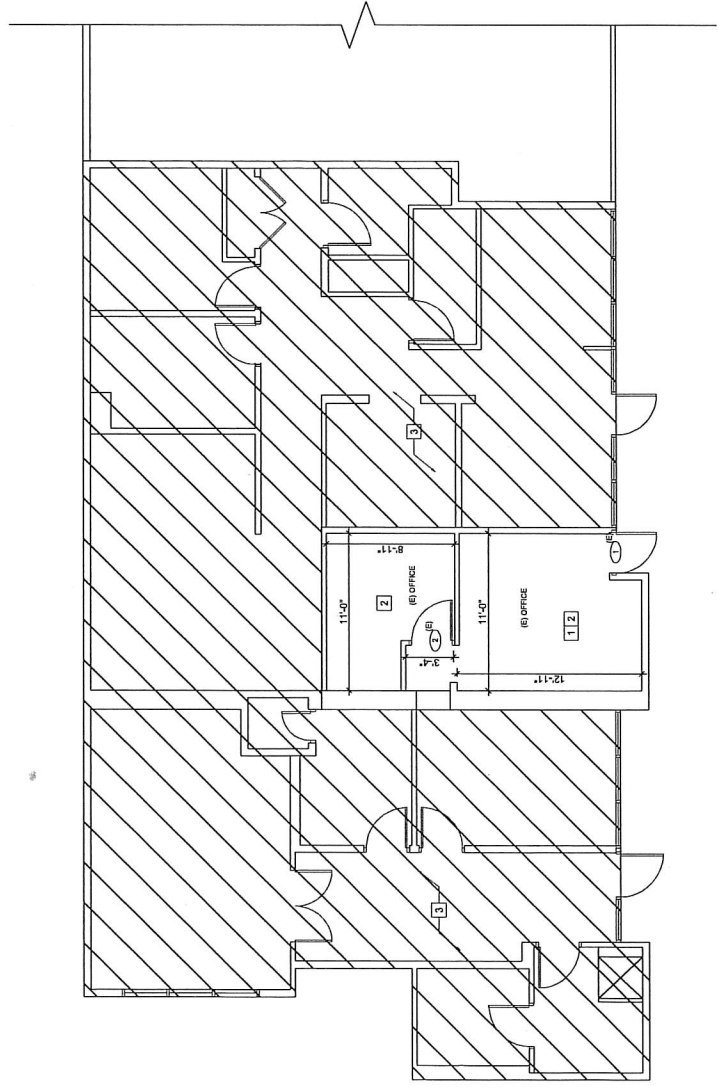 3
8'-11"
11'-0"
2
(E) OFFICE
(E)
2
3'-4"
11'-0"
(E) OFFICE
1 2
12'-11"
(E)
1
3